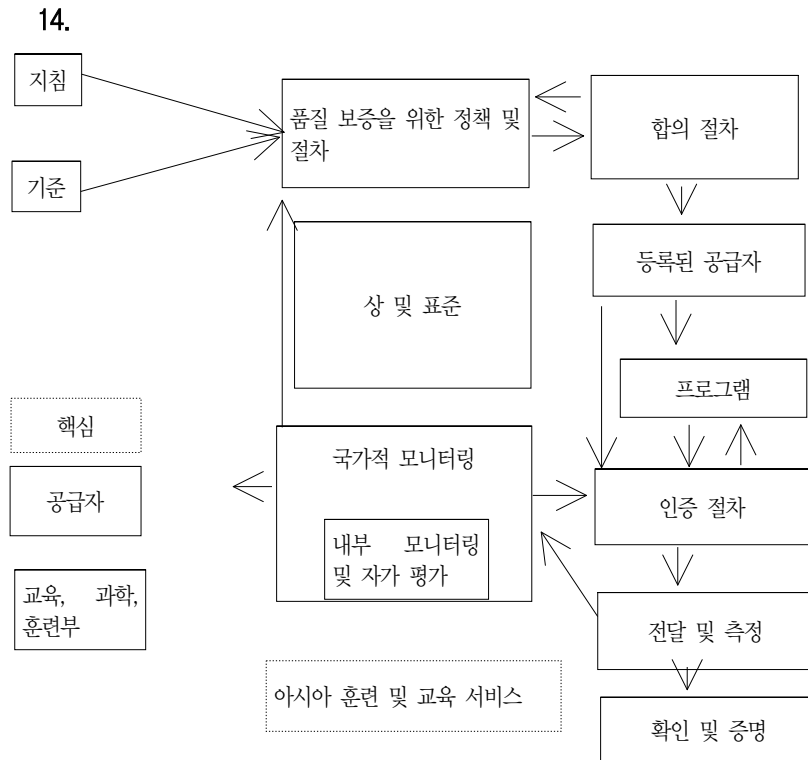 14.
지침
기준
품질 보증을 위한 정책 및
절차
합의 절차
등록된 공급자
상 및 표준
프로그램
핵심
공급자
교육, 과학,
훈련부
국가적 모니터링
내부 모니터링
및 자가 평가
인증 절차
전달 및 측정
아시아 훈련 및 교육 서비스
확인 및 증명